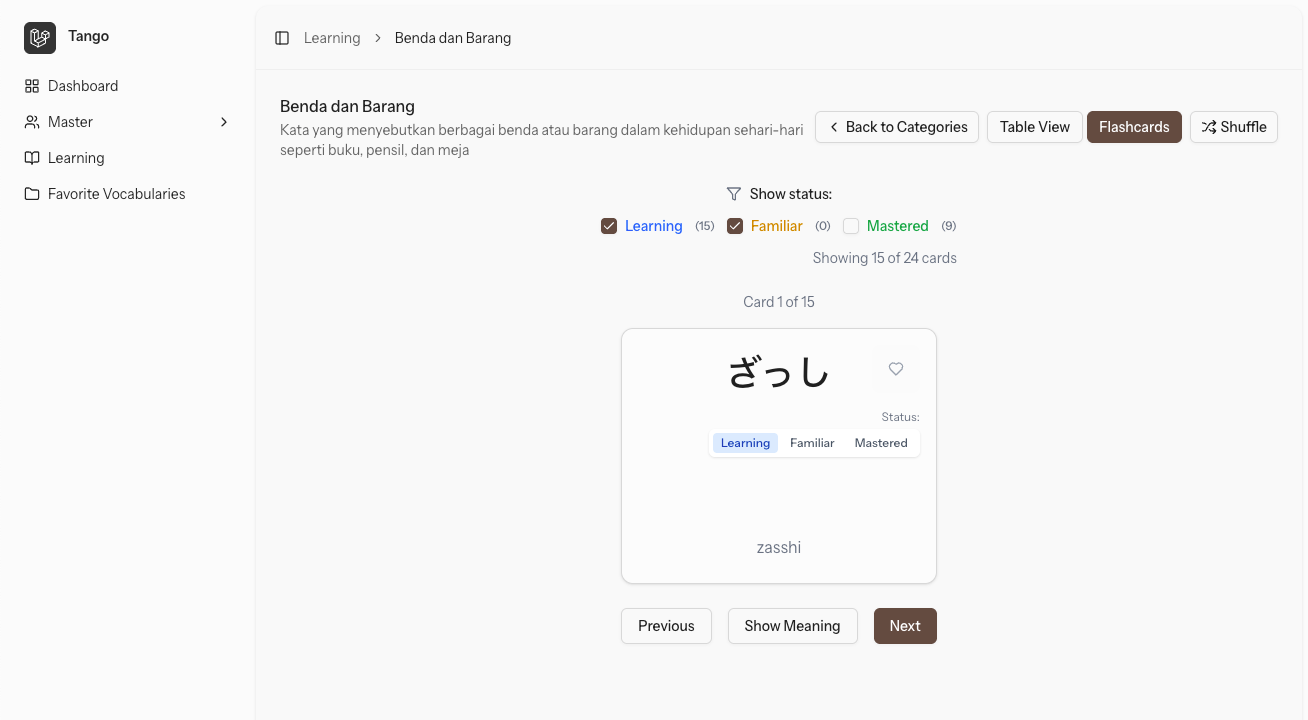 Tango
Dashboard
Master
Learning
Favorite Vocabularies
Learning > Benda dan Barang
Benda dan Barang
Kata yang menyebutkan berbagai benda atau barang dalam kehidupan sehari-hari
seperti buku, pensil, dan meja
Back to Categories
Table View
Flashcards
Shuffle
Show status:
Learning (15) Familiar (0) Mastered (9)
Showing 15 of 24 cards
Card 1 of 15
ざっし
Status:
Learning Familiar Mastered
zasshi
Previous
Show Meaning
Next